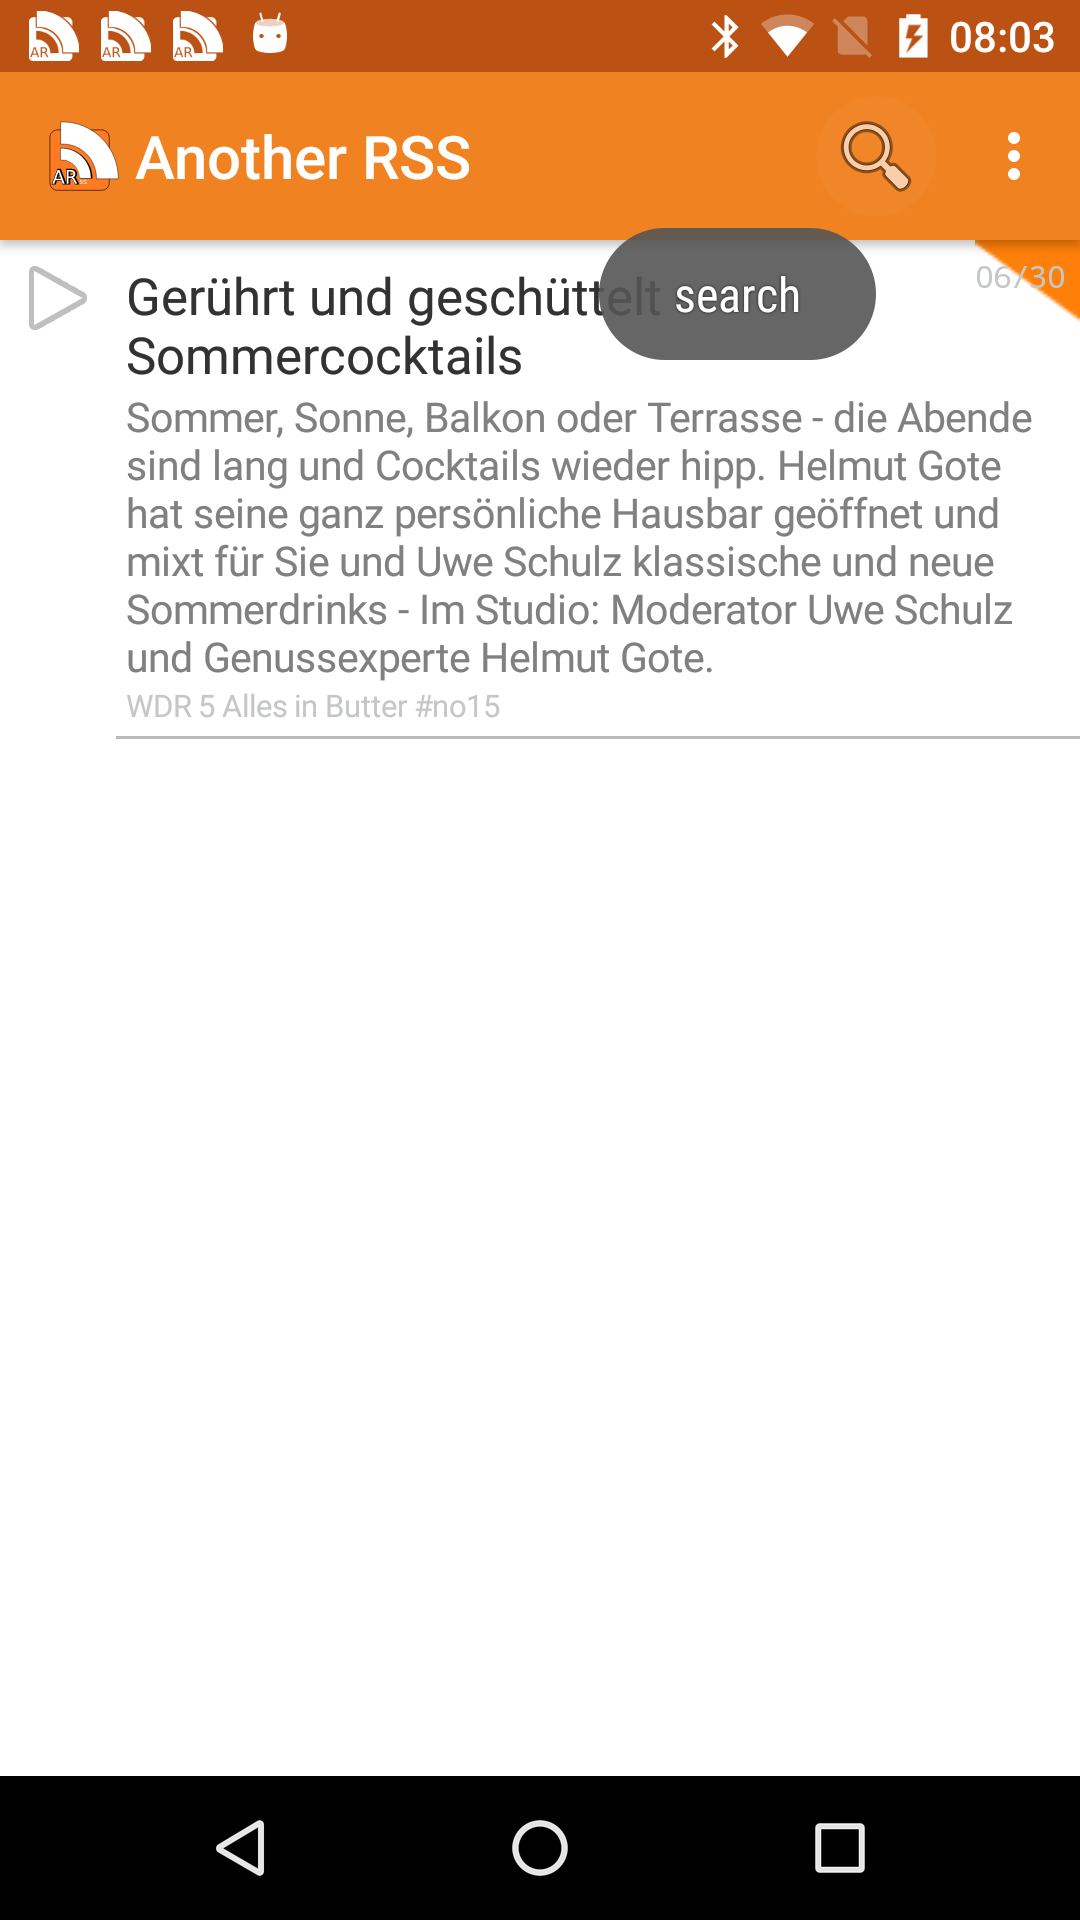 AR AR AR 08:03
AR Another RSS
Gerührt und geschüttelt search 06/30
Sommercocktails
Sommer, Sonne, Balkon oder Terrasse - die Abende
sind lang und Cocktails wieder hipp. Helmut Gote
hat seine ganz persönliche Hausbar geöffnet und
mixt für Sie und Uwe Schulz klassische und neue
Sommerdrinks - Im Studio: Moderator Uwe Schulz
und Genussexperte Helmut Gote.
WDR 5 Alles in Butter #no15